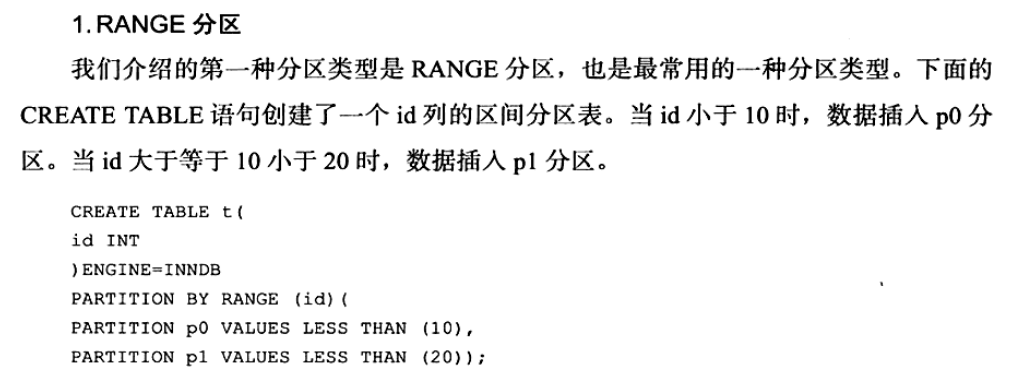 1. RANGE 分区
我们介绍的第一种分区类型是 RANGE 分区，也是最常用的一种分区类型。下面的
CREATE TABLE 语句创建了一个 id 列的区间分区表。当 id 小于 10 时，数据插入 p0 分
区。当 id 大于等于 10 小于 20 时，数据插入 p1 分区。
CREATE TABLE t(
id INT
)ENGINE=INNDB
PARTITION BY RANGE (id)(
PARTITION p0 VALUES LESS THAN (10),
PARTITION p1 VALUES LESS THAN (20));